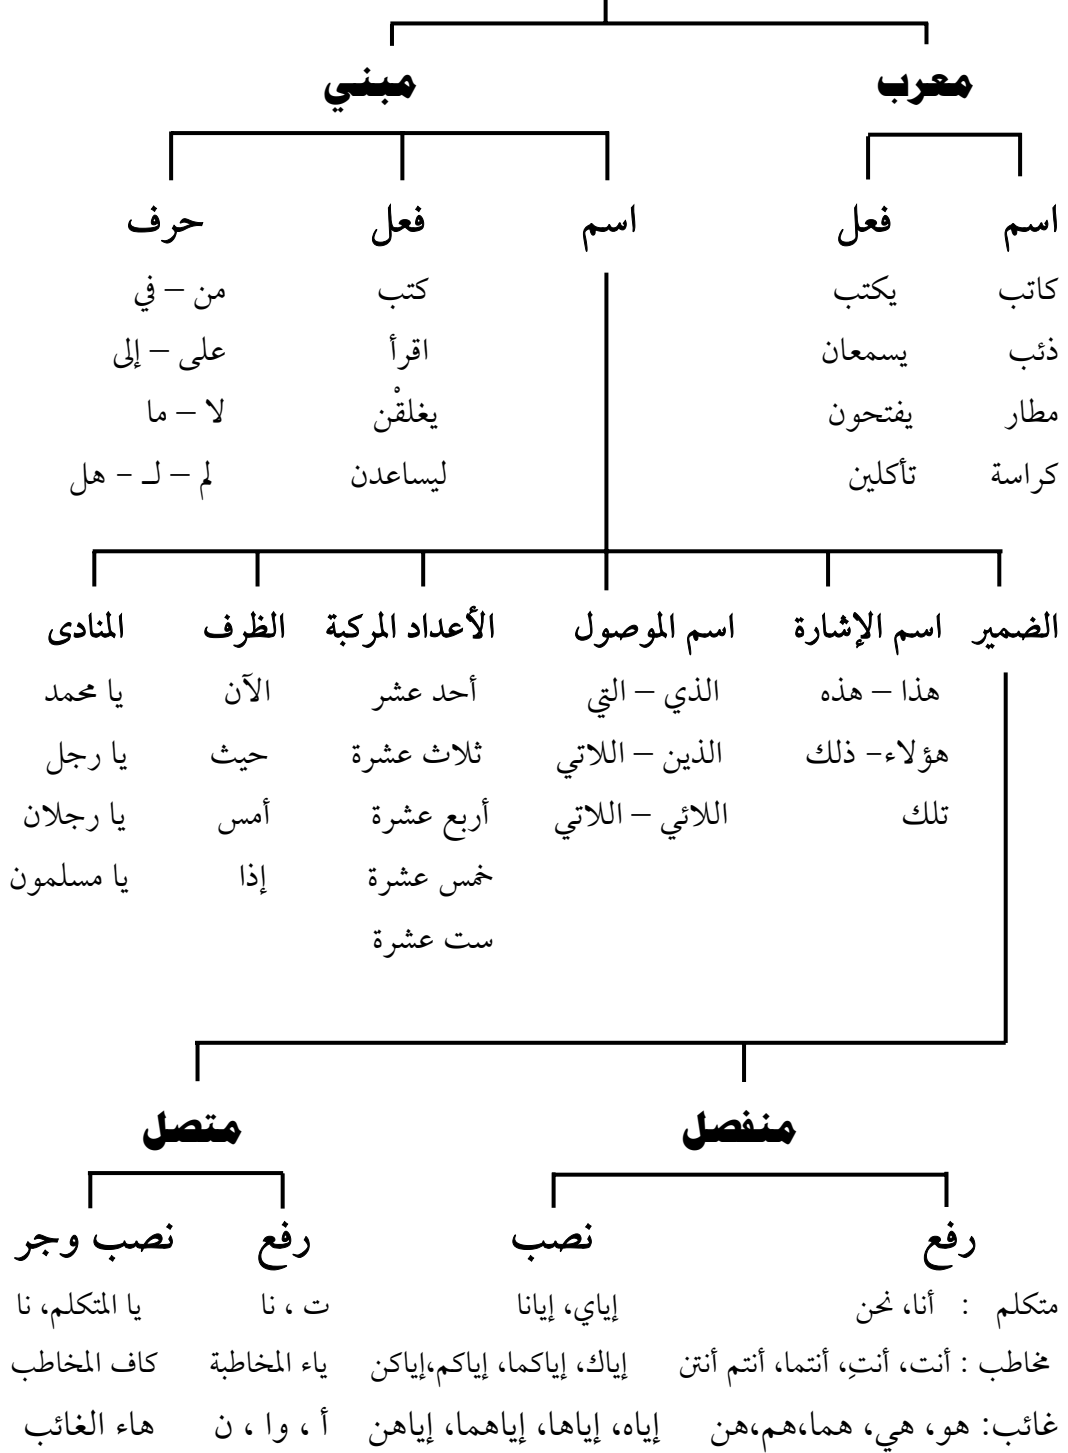 معرب مبني
اسم فعل اسم فعل حرف
كاتب يكتب كتب من – في
ذئب يسمعان اقرأ على – إلى
مطار يفتحون يغلقْن لا – ما
كراسة تأكلين ليساعدن لم – لـ - هل
الضمير اسم الإشارة اسم الموصول الأعداد المركبة الظرف المنادى
هذا – هذه الذي – التي أحد عشر الآن يا محمد
هؤلاء- ذلك الذين – اللاتي ثلاث عشرة حيث يا رجل
تلك اللائي – اللاتي أربع عشرة أمس يا رجلان
خمس عشرة إذا يا مسلمون
ست عشرة
منفصل متصل
رفع نصب رفع نصب وجر
متكلم : أنا، نحن إياي، إيانا ت ، نا يا المتكلم، نا
مخاطب : أنت، أنتِ، أنتما، أنتم أنتن إياك، إياكما، إياكم،إياكن ياء المخاطبة كاف المخاطب
غائب: هو، هي، هما،هم،هن إياه، إياها، إياهما، إياهن أ ، وا ، ن هاء الغائب